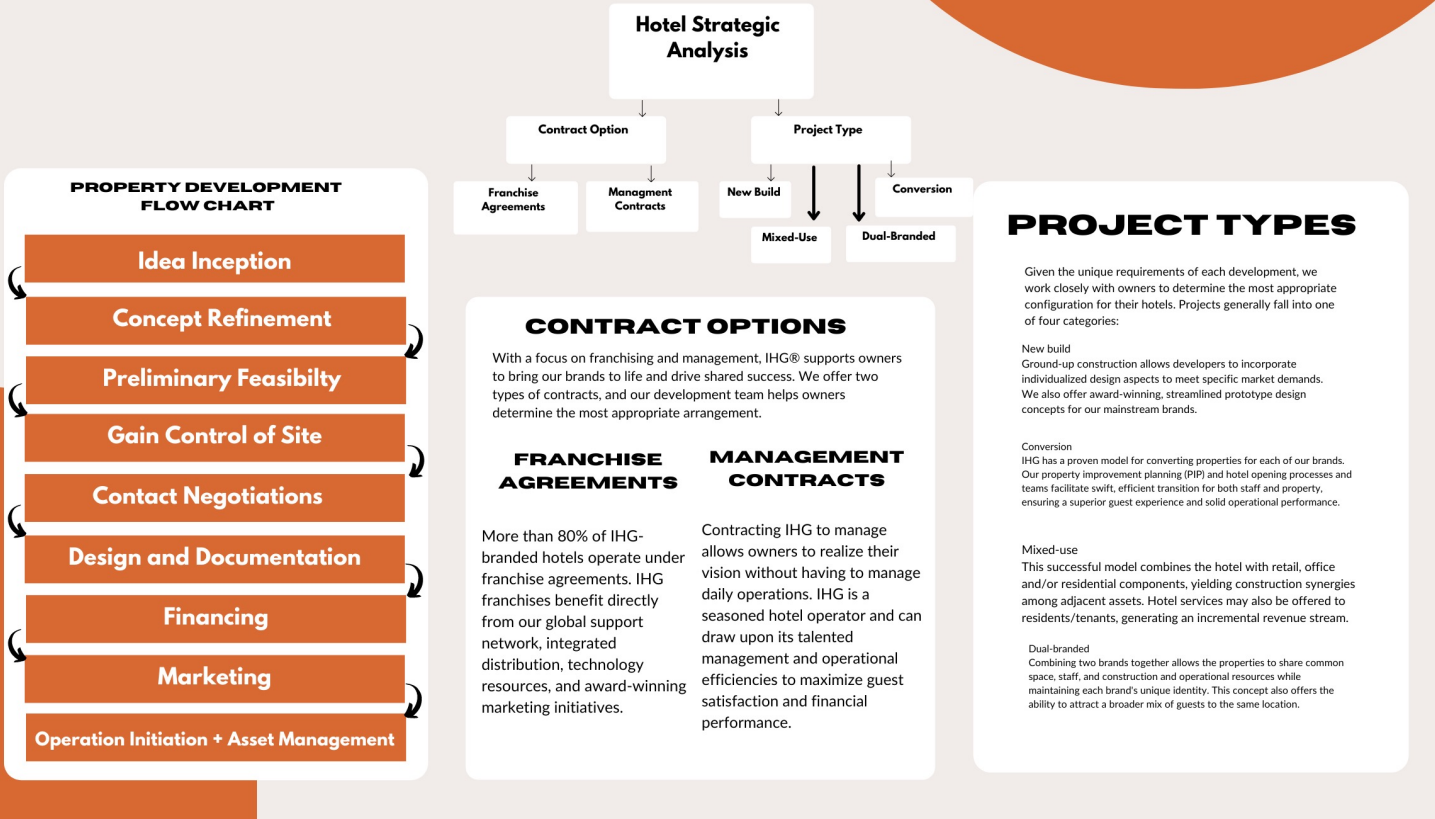 Hotel Strategic
Analysis
Contract Option
Project Type
Franchise
Agreements
Managment
Contracts
New Build
Conversion
Mixed-Use
Dual-Branded
PROPERTY DEVELOPMENT
FLOW CHART
Idea Inception
Concept Refinement
Preliminary Feasibilty
Gain Control of Site
Contact Negotiations
Design and Documentation
Financing
Marketing
Operation Initiation + Asset Management
CONTRACT OPTIONS
With a focus on franchising and management, IHG® supports owners
to bring our brands to life and drive shared success. We offer two
types of contracts, and our development team helps owners
determine the most appropriate arrangement.
FRANCHISE
AGREEMENTS
More than 80% of IHG-
branded hotels operate under
franchise agreements. IHG
franchises benefit directly
from our global support
network, integrated
distribution, technology
resources, and award-winning
marketing initiatives.
MANAGEMENT
CONTRACTS
Contracting IHG to manage
allows owners to realize their
vision without having to manage
daily operations. IHG is a
seasoned hotel operator and can
draw upon its talented
management and operational
efficiencies to maximize guest
satisfaction and financial
performance.
PROJECT TYPES
Given the unique requirements of each development, we
work closely with owners to determine the most appropriate
configuration for their hotels. Projects generally fall into one
of four categories:
New build
Ground-up construction allows developers to incorporate
individualized design aspects to meet specific market demands.
We also offer award-winning, streamlined prototype design
concepts for our mainstream brands.
Conversion
IHG has a proven model for converting properties for each of our brands.
Our property improvement planning (PIP) and hotel opening processes and
teams facilitate swift, efficient transition for both staff and property,
ensuring a superior guest experience and solid operational performance.
Mixed-use
This successful model combines the hotel with retail, office
and/or residential components, yielding construction synergies
among adjacent assets. Hotel services may also be offered to
residents/tenants, generating an incremental revenue stream.
Dual-branded
Combining two brands together allows the properties to share common
space, staff, and construction and operational resources while
maintaining each brand's unique identity. This concept also offers the
ability to attract a broader mix of guests to the same location.